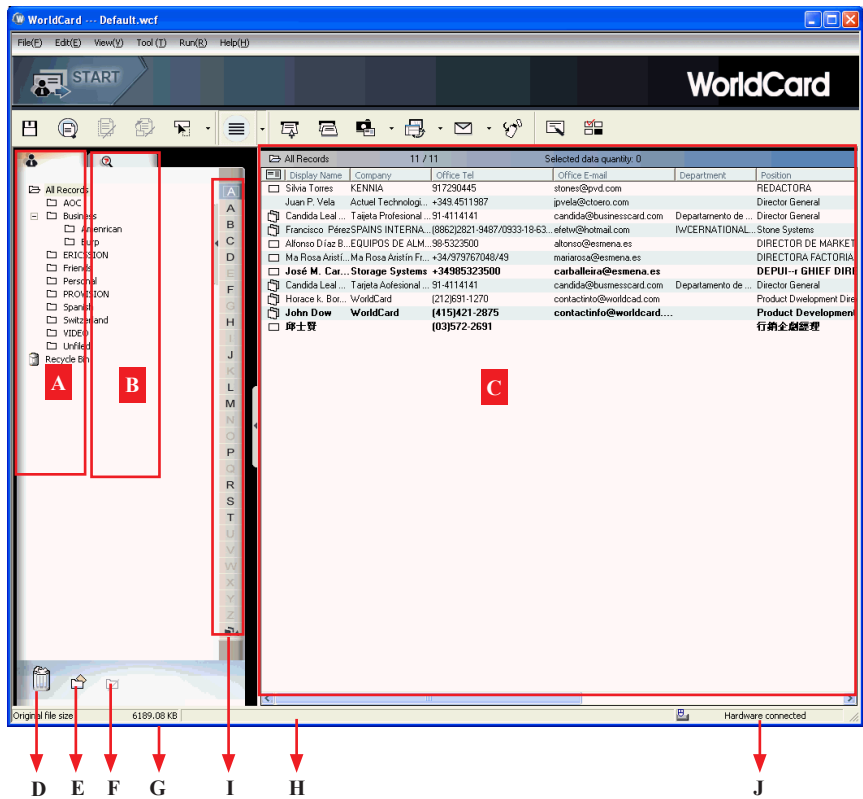 WorldCard --- Default.wcf
File(F) Edit(E) View(V) Tool (T) Run(R) Help(H)
START
WorldCard
All Records 11 / 11 Selected data quantity: 0
Display Name Company Office Tel Office E-mail Department Position
Silvia Torres KENNIA 917290445 stones@pvd.com REDACTORA
Juan P. Vela Actuel Technologi... +349.4511987 jpvela@ctoero.com Director General
Candida Leal ... Taijeta Profesional ... 91-4114141 candida@businesscard.com Departamento de ... Director General
Francisco Pérez SPAINS INTERNA... (8862)2821-9487/0933-18-63... efetw@hotmail.com IWCERNATIONAL... Stone Systems
Alfonso Díaz B... EQUIPOS DE ALM... 98-5323500 altonso@esmena.es DIRECTOR DE MARKET
Ma Rosa Aristí... Ma Rosa Aristín Fr... +34/979767048/49 mariarosa@esmena.es DIRECTORA FACTORIA
José M. Car... Storage Systems +34985323500 carballeira@esmena.es DEPUI--r GHIEF DIRI
Candida Leal ... Tarjeta Aofesional ... 91-4114141 candida@busmesscard.com Departamento de ... Director General
Horace k. Bor... WorldCard (212)691-1270 contactinto@worldcad.com Product Dwelopment Dire
John Dow WorldCard (415)421-2875 contactinfo@worldcard.... Product Development
邱士賢 (03)572-2691 行銷企劃經理
All Records
AOC
Business
Amenrican
Burp
ERICSSION
Friends
Personal
PROVISION
Spanish
Switzerland
VIDEO
Unfiled
Recycle Bin
A
B
C
A
A
B
C
D
E
F
G
H
I
J
K
L
M
N
O
P
Q
R
S
T
U
V
W
X
Y
Z
Original file size 6189.08 KB Hardware connected
D E F G I H J